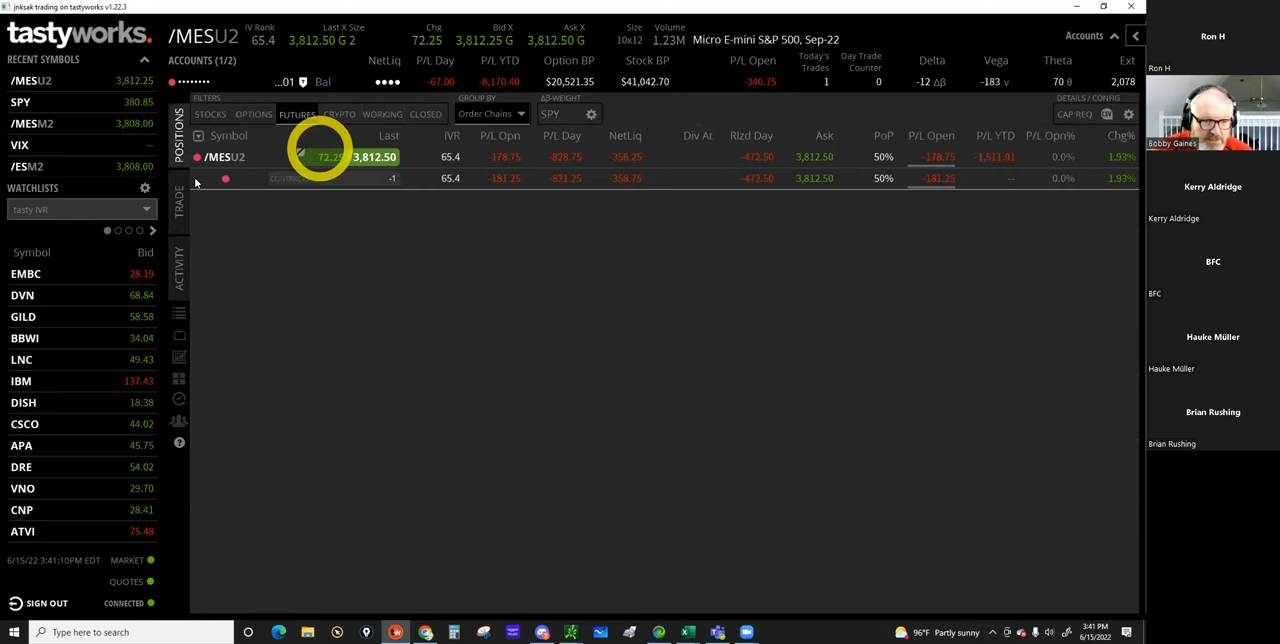 jnksak trading on tastyworks v1.22.3
tastyworks. /MESU2 IV Rank 65.4 Last X Size 3,812.50 G 2 Chg 72.25 Bid X 3,812.25 G Ask X 3,812.50 G Size 10x12 Volume 1.23M Micro E-mini S&P 500, Sep-22 Accounts
RECENT SYMBOLS ACCOUNTS (1/2) NetLiq P/L Day P/L YTD Option BP Stock BP P/L Open Today's Trades Day Trade Counter Delta Vega Theta Ext
/MESU2 3,812.25 •••••••• ...01 Bal •••• -67.00 -8,170.40 $20,521.35 $41,042.70 -340.75 1 0 -12 Δβ -183 v 70 θ 2,078
SPY 380.85 FILTERS GROUP BY Δβ-WEIGHT DETAILS / CONFIG
STOCKS OPTIONS FUTURES CRYPTO WORKING CLOSED Order Chains SPY CAP REQ
/MESM2 3,808.00
POSITIONS Symbol Last IVR P/L Opn P/L Day NetLiq Div At Rlzd Day Ask PoP P/L Open P/L YTD P/L Opn% Chg%
VIX --
/MESU2 72.25 3,812.50 65.4 -178.75 -828.75 -356.25 -472.50 3,812.50 50% -178.75 -1,511.01 0.0% 1.93%
/ESM2 3,808.00
-1 65.4 -181.25 -831.25 -358.75 -472.50 3,812.50 50% -181.25 -- 0.0% 1.93%
WATCHLISTS
TRADE
tasty IVR
ACTIVITY
Symbol Bid
EMBC 28.19
DVN 68.84
GILD 58.58
BBWI 34.04
LNC 49.43
IBM 137.43
DISH 18.38
CSCO 44.02
APA 45.75
DRE 54.02
VNO 29.70
CNP 28.41
ATVI 75.48
6/15/22 3:41:10PM EDT MARKET
QUOTES
SIGN OUT CONNECTED
Type here to search
96°F Partly sunny
3:41 PM
6/15/2022
Ron H
Ron H
Bobby Gaines
Kerry Aldridge
Kerry Aldridge
BFC
BFC
Hauke Müller
Hauke Müller
Brian Rushing
Brian Rushing